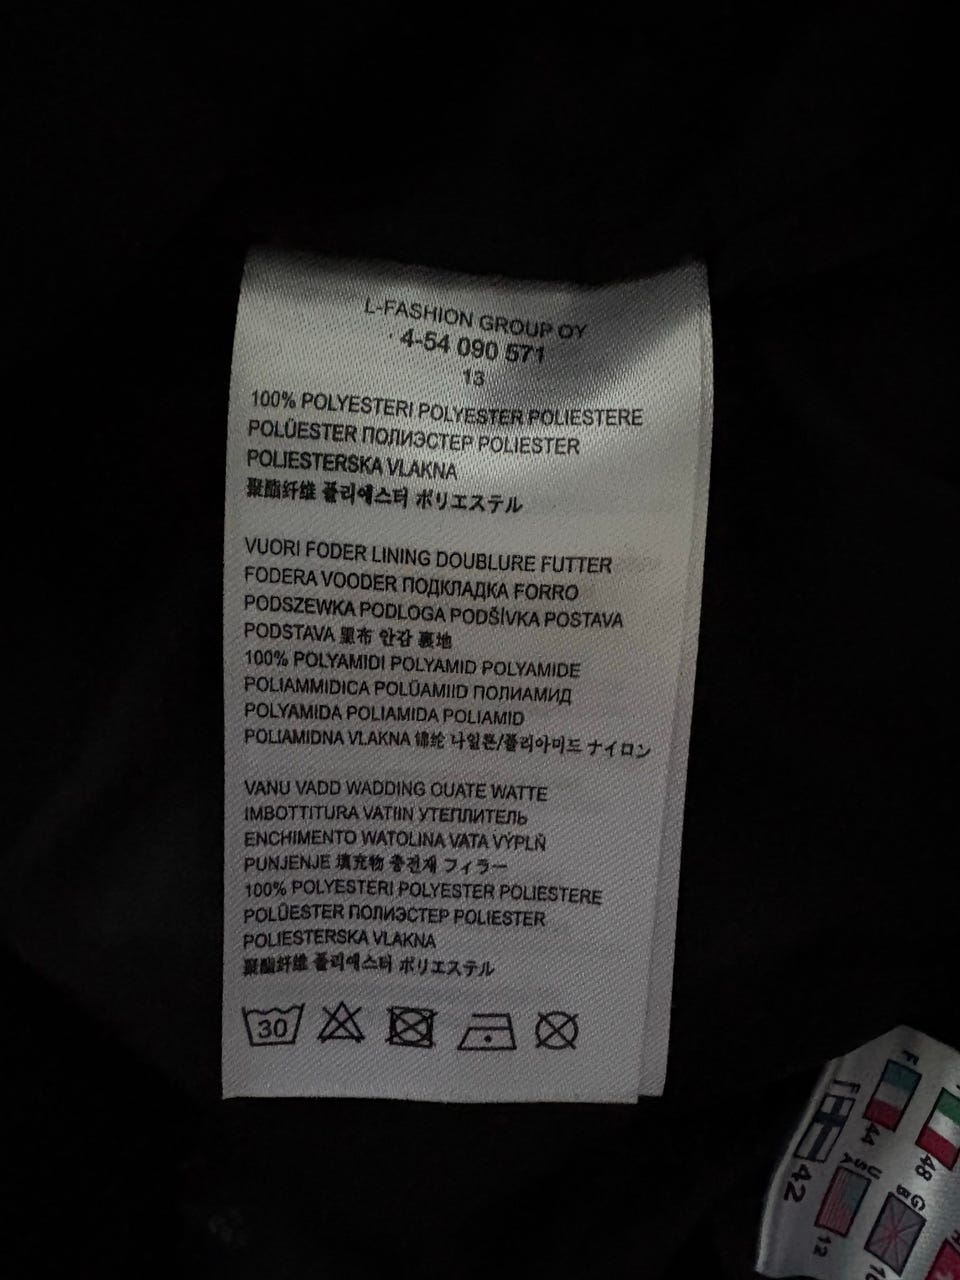 L-FASHION GROUP OY
4-54 090 571
13
100% POLYESTERI POLYESTER POLIESTERE
POLÜESTER ПОЛИЭСТЕР POLIESTER
POLIESTERSKA VLAKNA
聚酯纤维 폴리에스터 ポリエステル
VUORI FODER LINING DOUBLURE FUTTER
FODERA VOODER ПОДКЛАДКА FORRO
PODSZEWKA PODLOGA PODŠÍVKA POSTAVA
PODSTAVA 里布 안감 裏地
100% POLYAMIDI POLYAMID POLYAMIDE
POLIAMMIDICA POLÜAMIID ПОЛИАМИД
POLYAMIDA POLIAMIDA POLIAMID
POLIAMIDNA VLAKNA 锦纶 나일론/폴리아미드 ナイロン
VANU VADD WADDING OUATE WATTE
IMBOTTITURA VATIIN УТЕПЛИТЕЛЬ
ENCHIMENTO WATOLINA VATA VÝPLŇ
PUNJENJE 填充物 충전재 フィラー
100% POLYESTERI POLYESTER POLIESTERE
POLÜESTER ПОЛИЭСТЕР POLIESTER
POLIESTERSKA VLAKNA
聚酯纤维 폴리에스터 ポリエステル
30
F 44
48
42
USA 12
GB